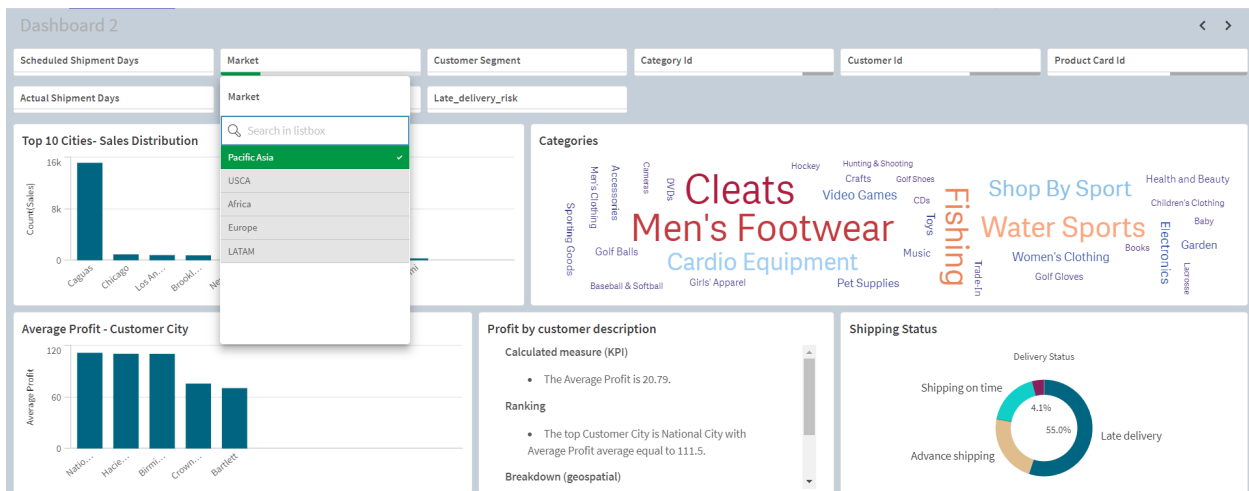 Dashboard 2
Scheduled Shipment Days
Market
Customer Segment
Category Id
Customer Id
Product Card Id
Actual Shipment Days
Late_delivery_risk
Market
Search in listbox
Pacific Asia
USCA
Africa
Europe
LATAM
Top 10 Cities- Sales Distribution
Count(Sales)
16k
8k
0
Caguas
Chicago
Los An...
Brookl...
Categories
Cleats
Men's Footwear
Cardio Equipment
Fishing
Water Sports
Shop By Sport
Sporting Goods
Men's Clothing
Accessories
Cameras
DVDs
Hockey
Hunting & Shooting
Crafts
Golf Shoes
Video Games
CDs
Toys
Golf Balls
Music
Baseball & Softball
Girls' Apparel
Pet Supplies
Trade-In
Health and Beauty
Children's Clothing
Baby
Electronics
Books
Garden
Women's Clothing
Golf Gloves
Lacrosse
Average Profit - Customer City
Average Profit
120
60
0
Natio...
Hacie...
Birmi...
Crown...
Bartlett
Profit by customer description
Calculated measure (KPI)
• The Average Profit is 20.79.
Ranking
• The top Customer City is National City with
Average Profit average equal to 111.5.
Breakdown (geospatial)
Shipping Status
Delivery Status
Shipping on time
4.1%
55.0%
Late delivery
Advance shipping